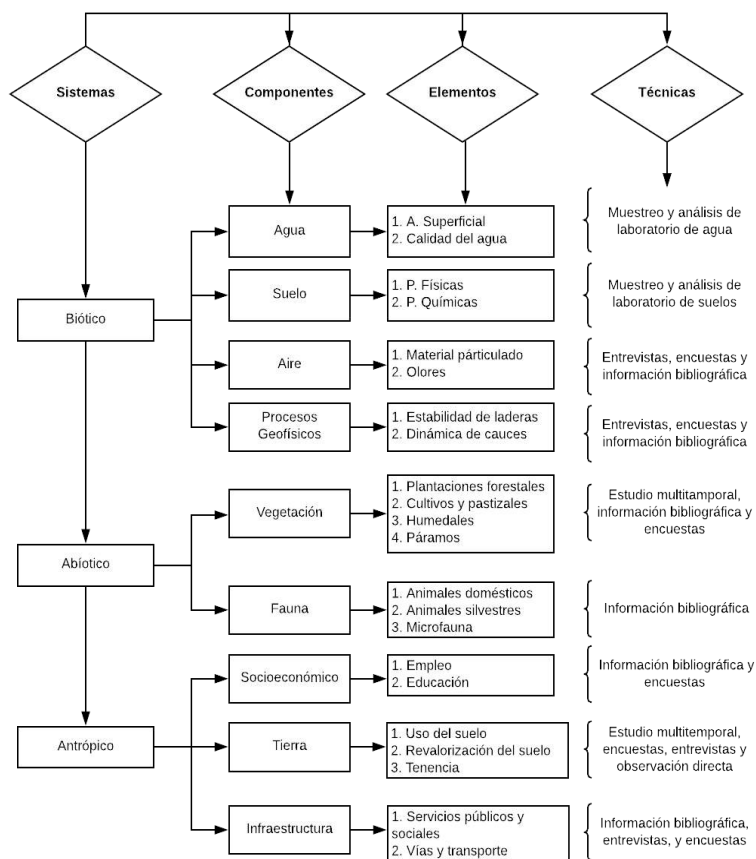 Sistemas
Componentes
Elementos
Técnicas
Agua
1. A. Superficial
2. Calidad del agua
Muestreo y análisis de
laboratorio de agua
Biótico
Suelo
1. P. Físicas
2. P. Químicas
Muestreo y análisis de
laboratorio de suelos
Aire
1. Material párticulado
2. Olores
Entrevistas, encuestas y
información bibliográfica
Procesos
Geofísicos
1. Estabilidad de laderas
2. Dinámica de cauces
Entrevistas, encuestas y
información bibliográfica
Abíotico
Vegetación
1. Plantaciones forestales
2. Cultivos y pastizales
3. Humedales
4. Páramos
Estudio multitamporal,
información bibliográfica y
encuestas
Fauna
1. Animales domésticos
2. Animales silvestres
3. Microfauna
Información bibliográfica
Antrópico
Socioeconómico
1. Empleo
2. Educación
Información bibliográfica y
encuestas
Tierra
1. Uso del suelo
2. Revalorización del suelo
3. Tenencia
Estudio multitemporal,
encuestas, entrevistas y
observación directa
Infraestructura
1. Servicios públicos y
sociales
2. Vías y transporte
Información bibliográfica,
entrevistas, y encuestas